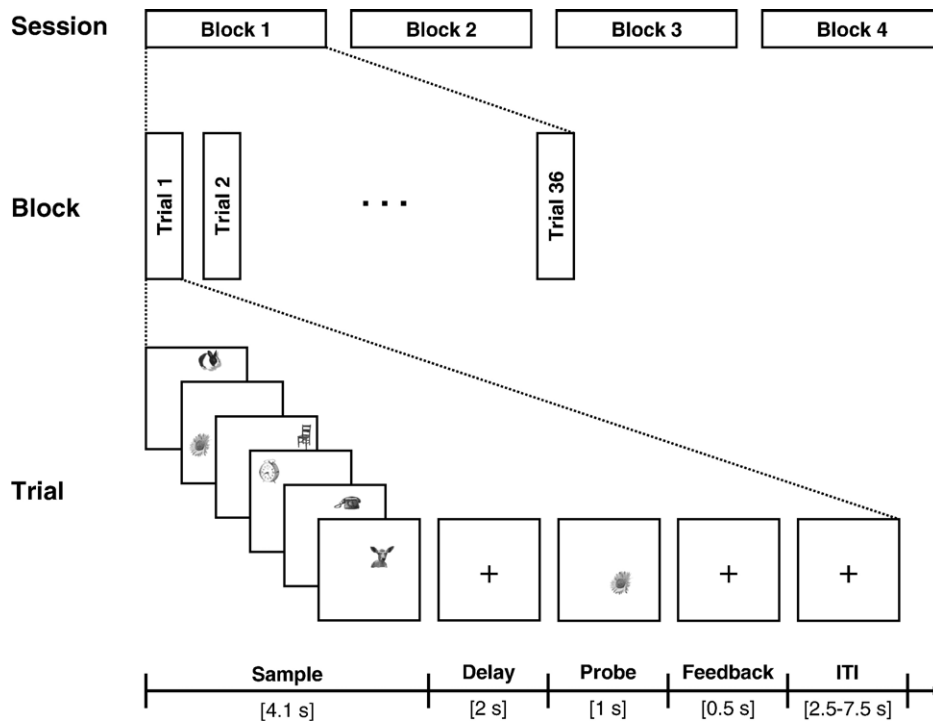 Session
Block 1
Block 2
Block 3
Block 4
Block
Trial 1
Trial 2
...
Trial 36
Trial
Sample
Delay
Probe
Feedback
ITI
[4.1 s]
[2 s]
[1 s]
[0.5 s]
[2.5-7.5 s]